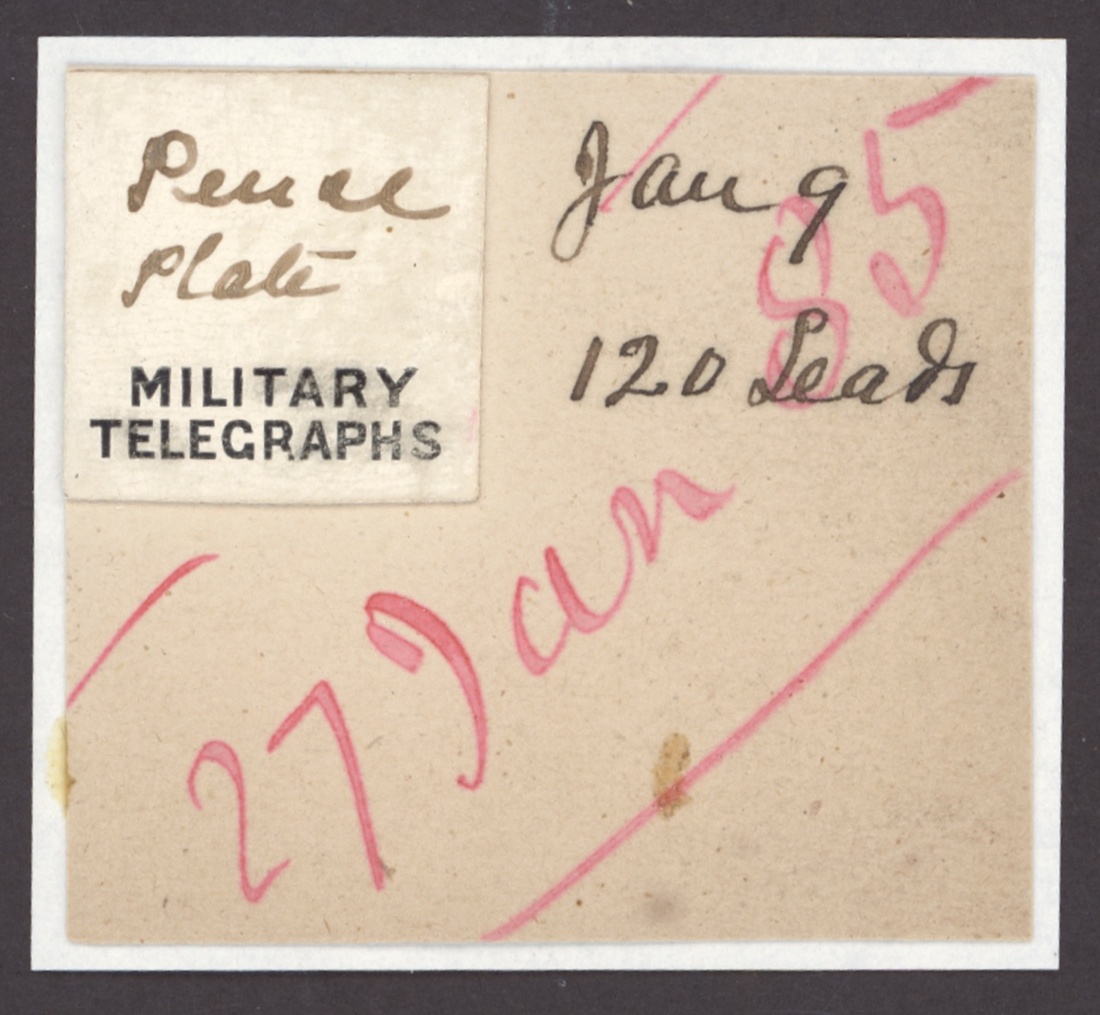 Pence
Plate
MILITARY
TELEGRAPHS
Jan 9
85
120 Leads
27 Jan